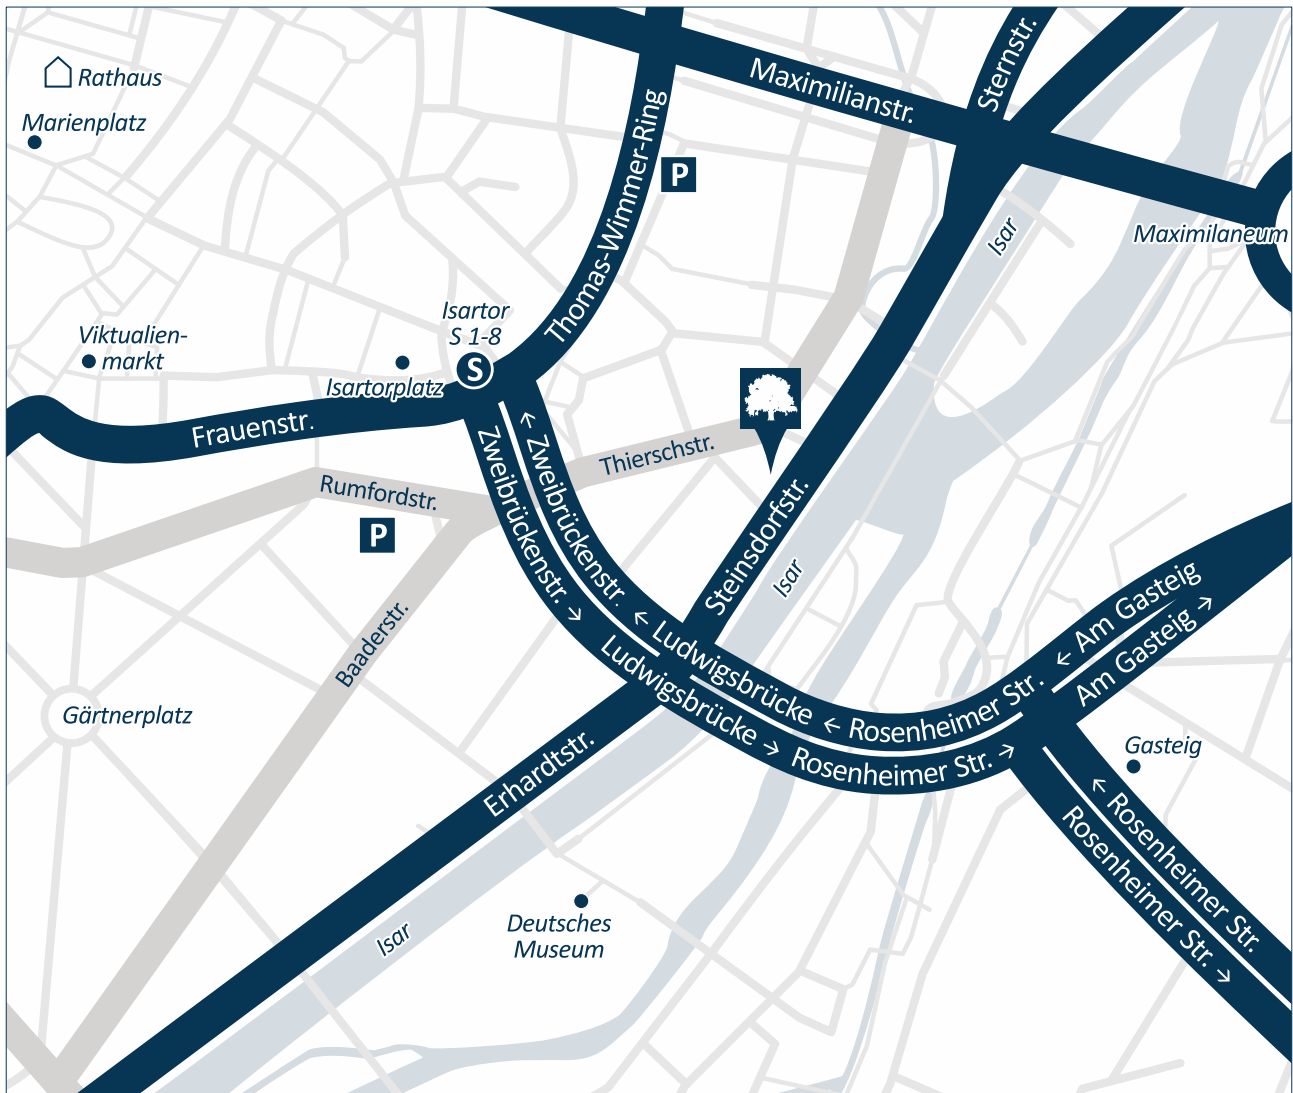 Sternstr.
Maximilianstr.
Rathaus
Marienplatz
P
Thomas-Wimmer-Ring
Isar
Maximilaneum
Isartor
S 1-8
S
Viktualien-
markt
Isartorplatz
Frauenstr.
Thierschstr.
← Zweibrückenstr.
Zweibrückenstr. →
Rumfordstr.
P
Steinsdorfstr.
Isar
Baaderstr.
← Am Gasteig
Am Gasteig →
← Ludwigsbrücke
Ludwigsbrücke →
← Rosenheimer Str.
Rosenheimer Str. →
Gärtnerplatz
Erhardtstr.
Gasteig
← Rosenheimer Str.
Rosenheimer Str. →
Isar
Deutsches
Museum